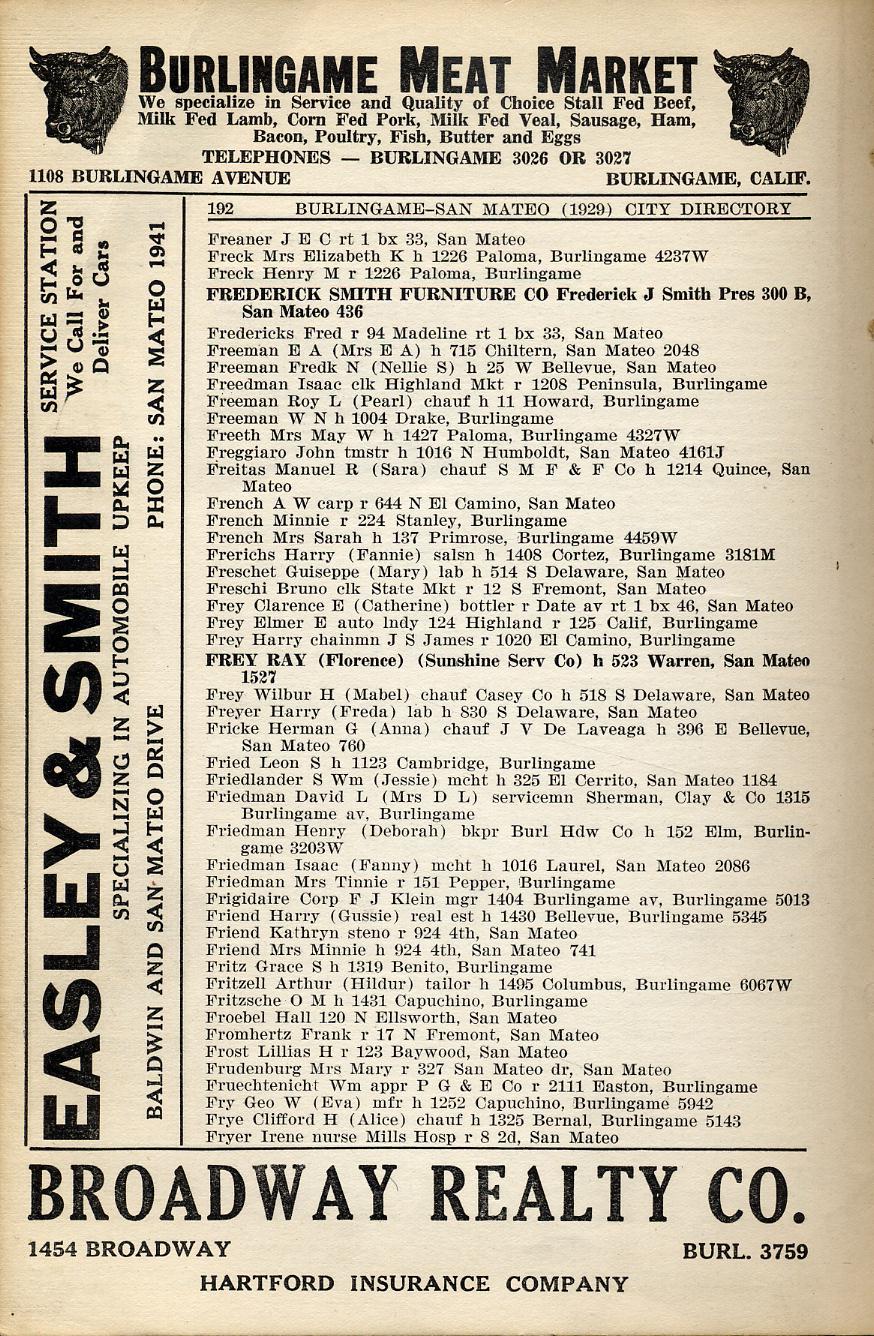 BURLINGAME MEAT MARKET
We specialize in Service and Quality of Choice Stall Fed Beef,
Milk Fed Lamb, Corn Fed Pork, Milk Fed Veal, Sausage, Ham,
Bacon, Poultry, Fish, Butter and Eggs
TELEPHONES — BURLINGAME 3026 OR 3027
1108 BURLINGAME AVENUE BURLINGAME, CALIF.
EASLEY & SMITH
SERVICE STATION
We Call For and
Deliver Cars
SPECIALIZING IN AUTOMOBILE UPKEEP
BALDWIN AND SAN MATEO DRIVE PHONE: SAN MATEO 1941
192 BURLINGAME-SAN MATEO (1929) CITY DIRECTORY
Freaner J E C rt 1 bx 33, San Mateo
Freck Mrs Elizabeth K h 1226 Paloma, Burlingame 4237W
Freck Henry M r 1226 Paloma, Burlingame
FREDERICK SMITH FURNITURE CO Frederick J Smith Pres 300 B,
San Mateo 436
Fredericks Fred r 94 Madeline rt 1 bx 33, San Mateo
Freeman E A (Mrs E A) h 715 Chiltern, San Mateo 2048
Freeman Fredk N (Nellie S) h 25 W Bellevue, San Mateo
Freedman Isaac clk Highland Mkt r 1208 Peninsula, Burlingame
Freeman Roy L (Pearl) chauf h 11 Howard, Burlingame
Freeman W N h 1004 Drake, Burlingame
Freeth Mrs May W h 1427 Paloma, Burlingame 4327W
Freggiaro John tmstr h 1016 N Humboldt, San Mateo 4161J
Freitas Manuel R (Sara) chauf S M F & F Co h 1214 Quince, San
Mateo
French A W carp r 644 N El Camino, San Mateo
French Minnie r 224 Stanley, Burlingame
French Mrs Sarah h 137 Primrose, Burlingame 4459W
Frerichs Harry (Fannie) salsn h 1408 Cortez, Burlingame 3181M
Freschet Guiseppe (Mary) lab h 514 S Delaware, San Mateo
Freschi Bruno clk State Mkt r 12 S Fremont, San Mateo
Frey Clarence E (Catherine) bottler r Date av rt 1 bx 46, San Mateo
Frey Elmer E auto lndy 124 Highland r 125 Calif, Burlingame
Frey Harry chainmn J S James r 1020 El Camino, Burlingame
FREY RAY (Florence) (Sunshine Serv Co) h 523 Warren, San Mateo
1527
Frey Wilbur H (Mabel) chauf Casey Co h 518 S Delaware, San Mateo
Freyer Harry (Freda) lab h 830 S Delaware, San Mateo
Fricke Herman G (Anna) chauf J V De Laveaga h 396 E Bellevue,
San Mateo 760
Fried Leon S h 1123 Cambridge, Burlingame
Friedlander S Wm (Jessie) mcht h 325 El Cerrito, San Mateo 1184
Friedman David L (Mrs D L) servicemn Sherman, Clay & Co 1315
Burlingame av, Burlingame
Friedman Henry (Deborah) bkpr Burl Hdw Co h 152 Elm, Burlin-
game 3203W
Friedman Isaac (Fanny) mcht h 1016 Laurel, San Mateo 2086
Friedman Mrs Tinnie r 151 Pepper, Burlingame
Frigidaire Corp F J Klein mgr 1404 Burlingame av, Burlingame 5013
Friend Harry (Gussie) real est h 1430 Bellevue, Burlingame 5345
Friend Kathryn steno r 924 4th, San Mateo
Friend Mrs Minnie h 924 4th, San Mateo 741
Fritz Grace S h 1319 Benito, Burlingame
Fritzell Arthur (Hildur) tailor h 1495 Columbus, Burlingame 6067W
Fritzsche O M h 1431 Capuchino, Burlingame
Froebel Hall 120 N Ellsworth, San Mateo
Fromhertz Frank r 17 N Fremont, San Mateo
Frost Lillias H r 123 Baywood, San Mateo
Frudenburg Mrs Mary r 327 San Mateo dr, San Mateo
Fruechtenicht Wm appr P G & E Co r 2111 Easton, Burlingame
Fry Geo W (Eva) mfr h 1252 Capuchino, Burlingame 5942
Frye Clifford H (Alice) chauf h 1325 Bernal, Burlingame 5143
Fryer Irene nurse Mills Hosp r 8 2d, San Mateo
BROADWAY REALTY CO.
1454 BROADWAY BURL. 3759
HARTFORD INSURANCE COMPANY